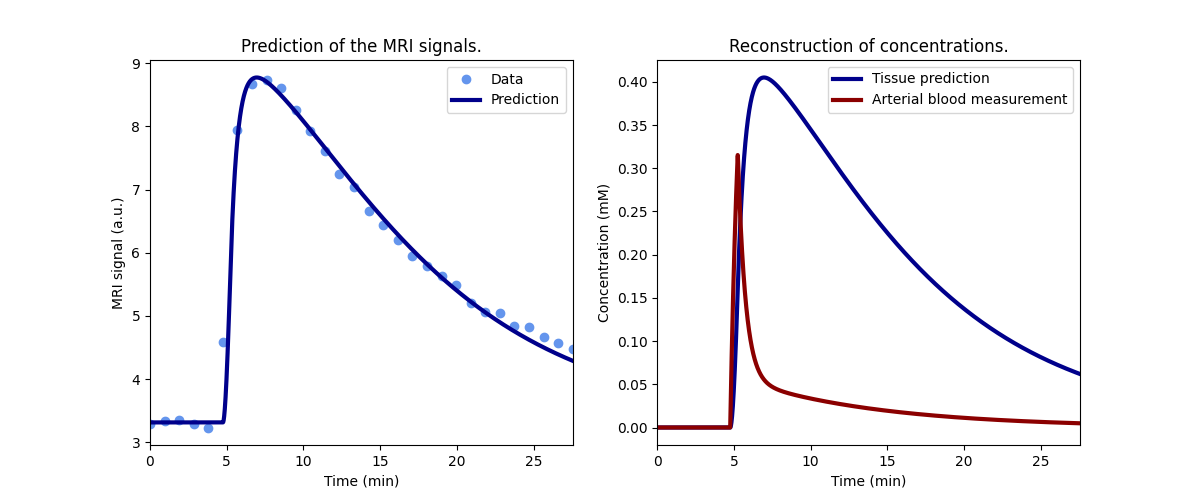 Prediction of the MRI signals.
MRI signal (a.u.)
9
8
7
6
5
4
3
0
5
10
15
20
25
Time (min)
Data
Prediction
Reconstruction of concentrations.
Concentration (mM)
0.40
0.35
0.30
0.25
0.20
0.15
0.10
0.05
0.00
0
5
10
15
20
25
Time (min)
Tissue prediction
Arterial blood measurement